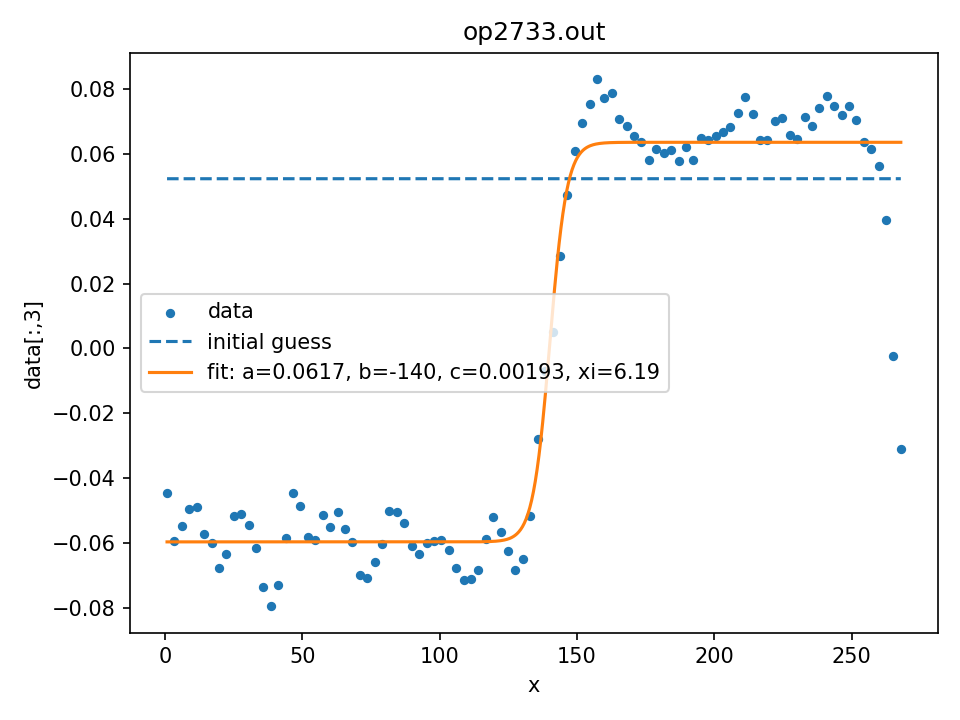 op2733.out
0.08
0.06
0.04
0.02
0.00
−0.02
−0.04
−0.06
−0.08
data[:,3]
data
initial guess
fit: a=0.0617, b=-140, c=0.00193, xi=6.19
0 50 100 150 200 250
x